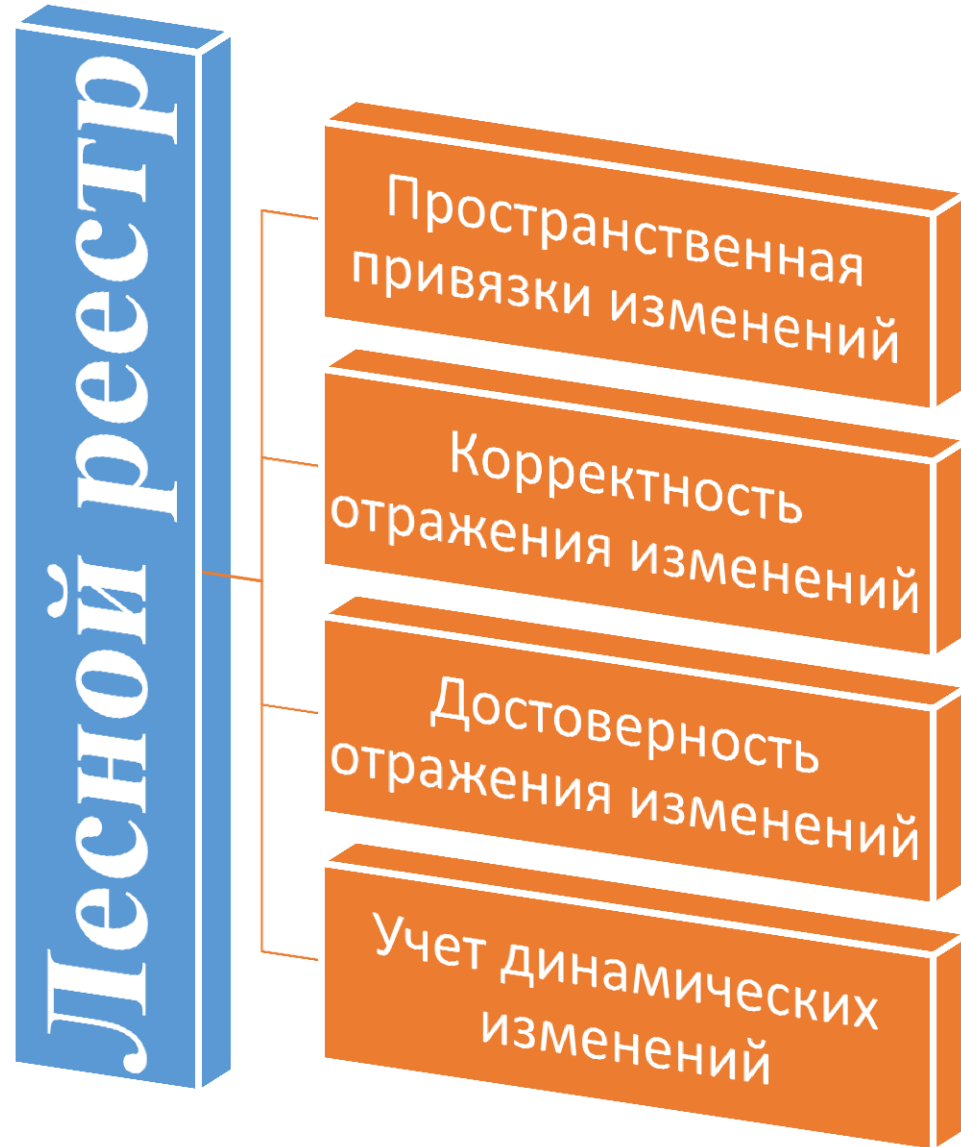 Лесной реестр
Пространственная
привязки изменений
Корректность
отражения изменений
Достоверность
отражения изменений
Учет динамических
изменений